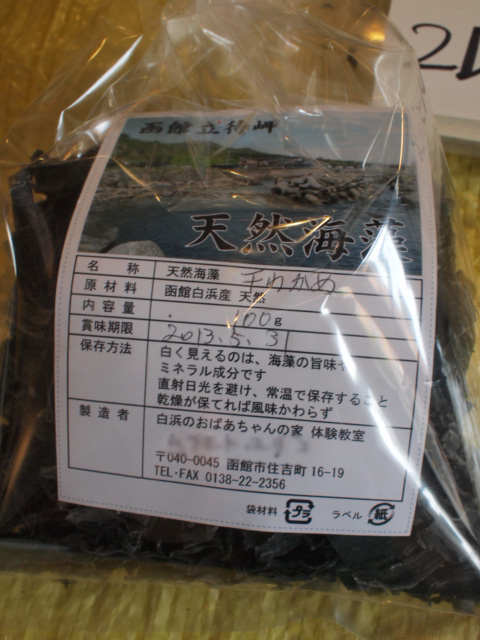 函館立待岬
天然海藻
名 称 天然海藻 干わかめ
原 材 料 函館白浜産 天然
内 容 量 100g
賞味期限 2013.5.31
保存方法 白く見えるのは、海藻の旨味や
ミネラル成分です
直射日光を避け、常温で保存すること
乾燥が保てれば風味かわらず
製 造 者 白浜のおばあちゃんの家 体験教室
〒040-0045 函館市住吉町16-19
TEL・FAX 0138-22-2356
袋材料 プラ ラベル 紙